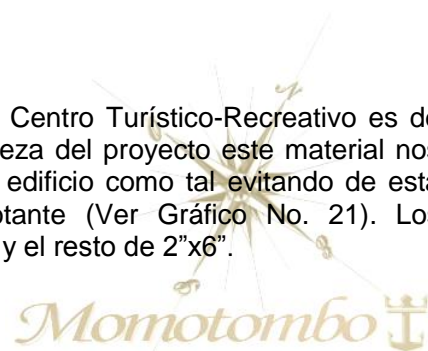 Centro Turístico-Recreativo es de
eza del proyecto este material nos
edificio como tal evitando de esta
otante (Ver Gráfico No. 21). Los
y el resto de 2”x6”.
N
Momotombo